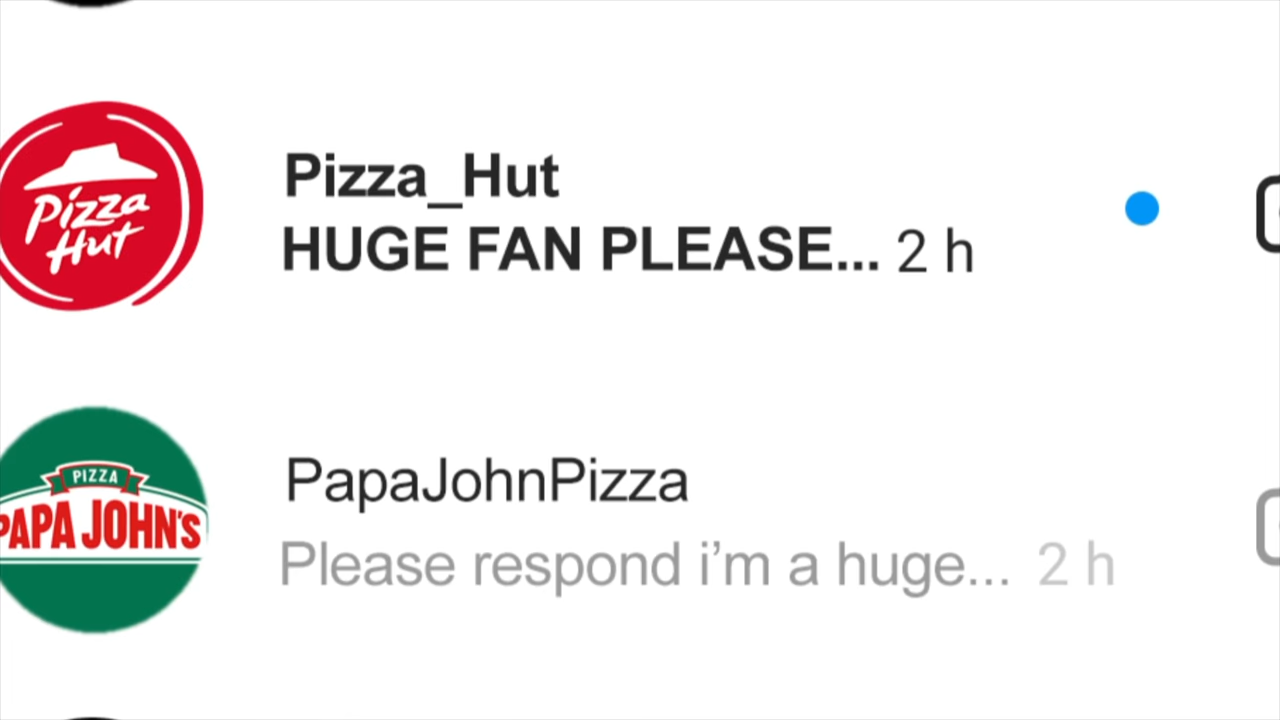 Pizza
Hut
Pizza_Hut
HUGE FAN PLEASE... 2 h
PIZZA
PAPA JOHN'S
PapaJohnPizza
Please respond i’m a huge... 2 h